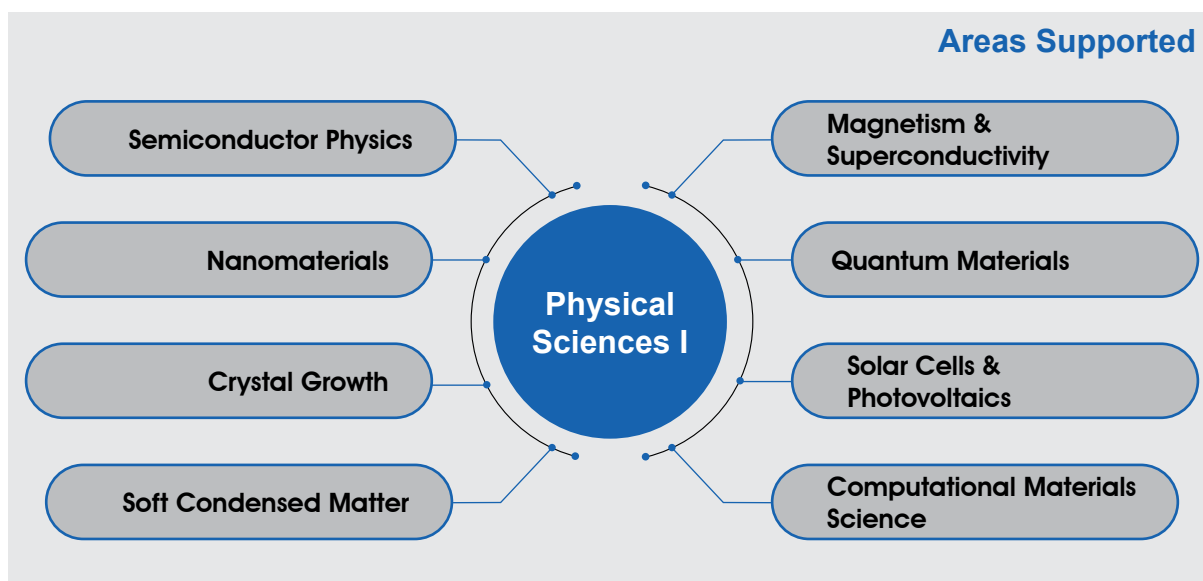 Areas Supported
Semiconductor Physics
Nanomaterials
Crystal Growth
Soft Condensed Matter
Physical
Sciences I
Magnetism &
Superconductivity
Quantum Materials
Solar Cells &
Photovoltaics
Computational Materials
Science